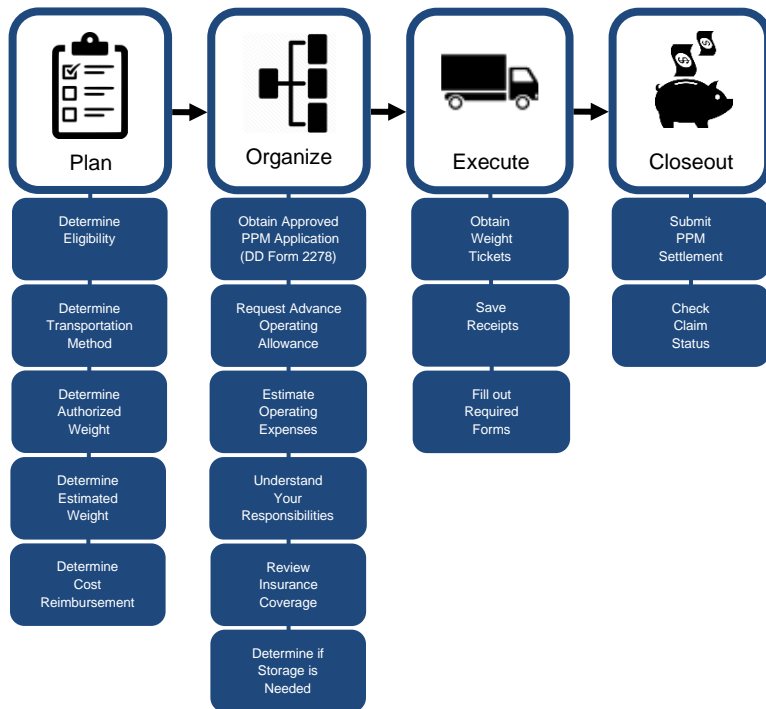 Plan
Determine
Eligibility
Determine
Transportation
Method
Determine
Authorized
Weight
Determine
Estimated
Weight
Determine
Cost
Reimbursement
Organize
Obtain Approved
PPM Application
(DD Form 2278)
Request Advance
Operating
Allowance
Estimate
Operating
Expenses
Understand
Your
Responsibilities
Review
Insurance
Coverage
Determine if
Storage is
Needed
Execute
Obtain
Weight
Tickets
Save
Receipts
Fill out
Required
Forms
$
$
Closeout
Submit
PPM
Settlement
Check
Claim
Status